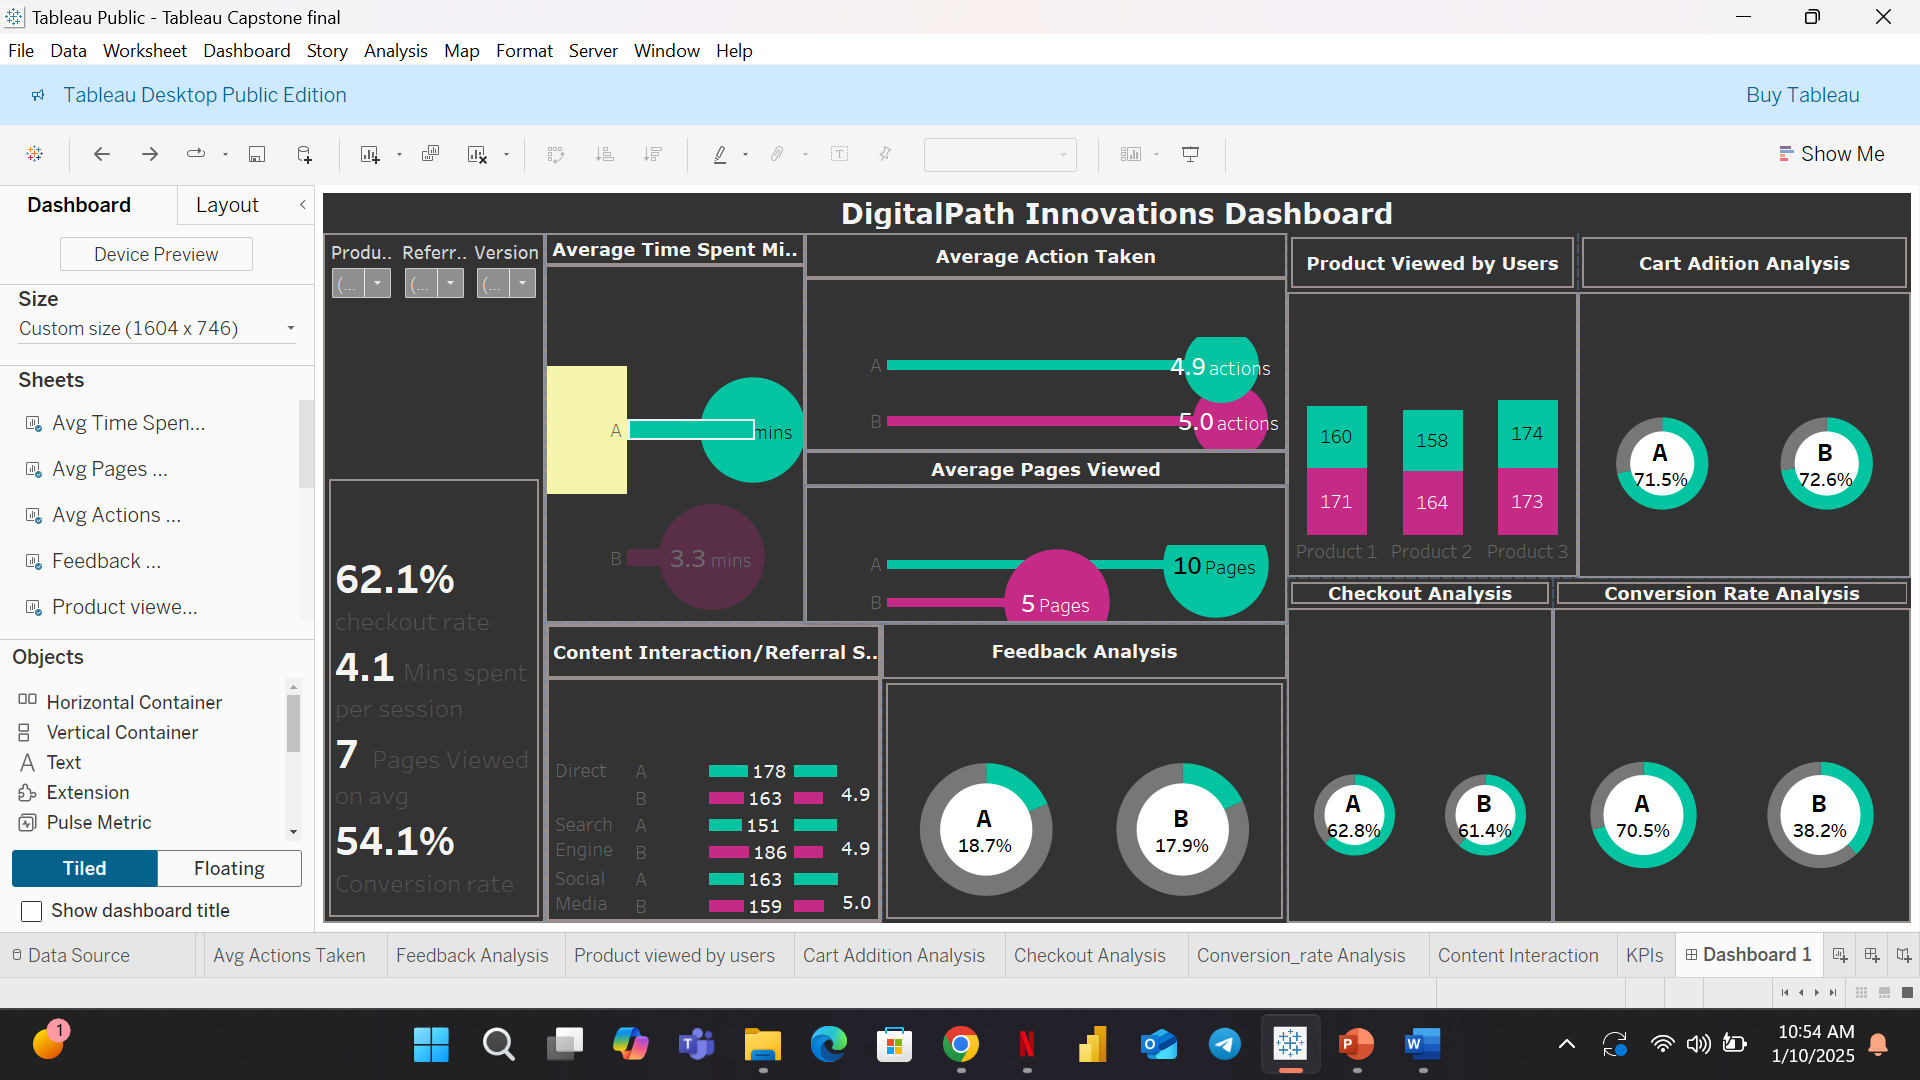 Tableau Public - Tableau Capstone final
File Data Worksheet Dashboard Story Analysis Map Format Server Window Help
Tableau Desktop Public Edition
Buy Tableau
Show Me
Dashboard
Layout
Device Preview
Size
Custom size (1604 x 746)
Sheets
Avg Time Spen...
Avg Pages ...
Avg Actions ...
Feedback ...
Product viewe...
Objects
Horizontal Container
Vertical Container
Text
Extension
Pulse Metric
Tiled
Floating
Show dashboard title
DigitalPath Innovations Dashboard
Produ..
Referr..
Version
(...
(...
(...
62.1%
checkout rate
4.1 Mins spent
per session
7 Pages Viewed
on avg
54.1%
Conversion rate
Average Time Spent Mi..
A
mins
B
3.3 mins
Average Action Taken
A
4.9 actions
B
5.0 actions
Average Pages Viewed
A
10 Pages
B
5 Pages
Product Viewed by Users
160
158
174
171
164
173
Product 1 Product 2 Product 3
Cart Adition Analysis
A
71.5%
B
72.6%
Content Interaction/Referral S..
Direct A 178
B 163 4.9
Search A 151
Engine B 186 4.9
Social A 163
Media B 159 5.0
Feedback Analysis
A
18.7%
B
17.9%
Checkout Analysis
A
62.8%
B
61.4%
Conversion Rate Analysis
A
70.5%
B
38.2%
Data Source
Avg Actions Taken
Feedback Analysis
Product viewed by users
Cart Addition Analysis
Checkout Analysis
Conversion_rate Analysis
Content Interaction
KPIs
Dashboard 1
1
10:54 AM
1/10/2025